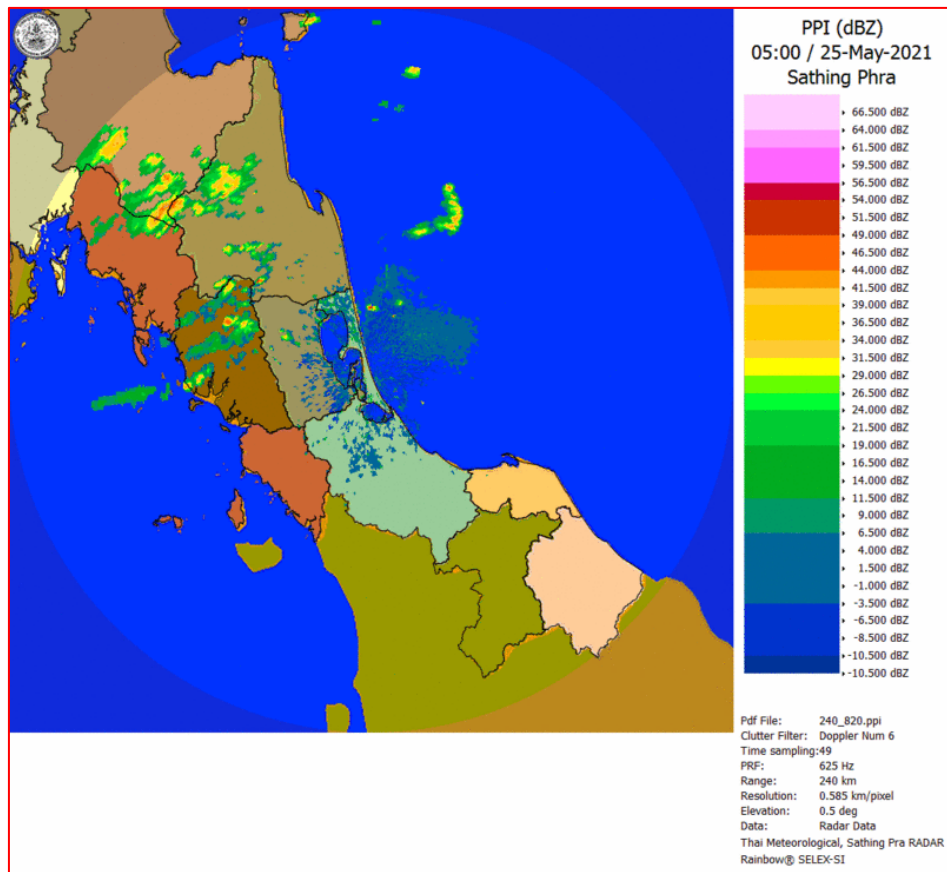 PPI (dBZ)
05:00 / 25-May-2021
Sathing Phra
66.500 dBZ
64.000 dBZ
61.500 dBZ
59.500 dBZ
56.500 dBZ
54.000 dBZ
51.500 dBZ
49.000 dBZ
46.500 dBZ
44.000 dBZ
41.500 dBZ
39.000 dBZ
36.500 dBZ
34.000 dBZ
31.500 dBZ
29.000 dBZ
26.500 dBZ
24.000 dBZ
21.500 dBZ
19.000 dBZ
16.500 dBZ
14.000 dBZ
11.500 dBZ
9.000 dBZ
6.500 dBZ
4.000 dBZ
1.500 dBZ
-1.000 dBZ
-3.500 dBZ
-6.500 dBZ
-8.500 dBZ
-10.500 dBZ
-10.500 dBZ
Pdf File: 240_820.ppi
Clutter Filter: Doppler Num 6
Time sampling:49
PRF: 625 Hz
Range: 240 km
Resolution: 0.585 km/pixel
Elevation: 0.5 deg
Data: Radar Data
Thai Meteorological, Sathing Pra RADAR
Rainbow® SELEX-SI